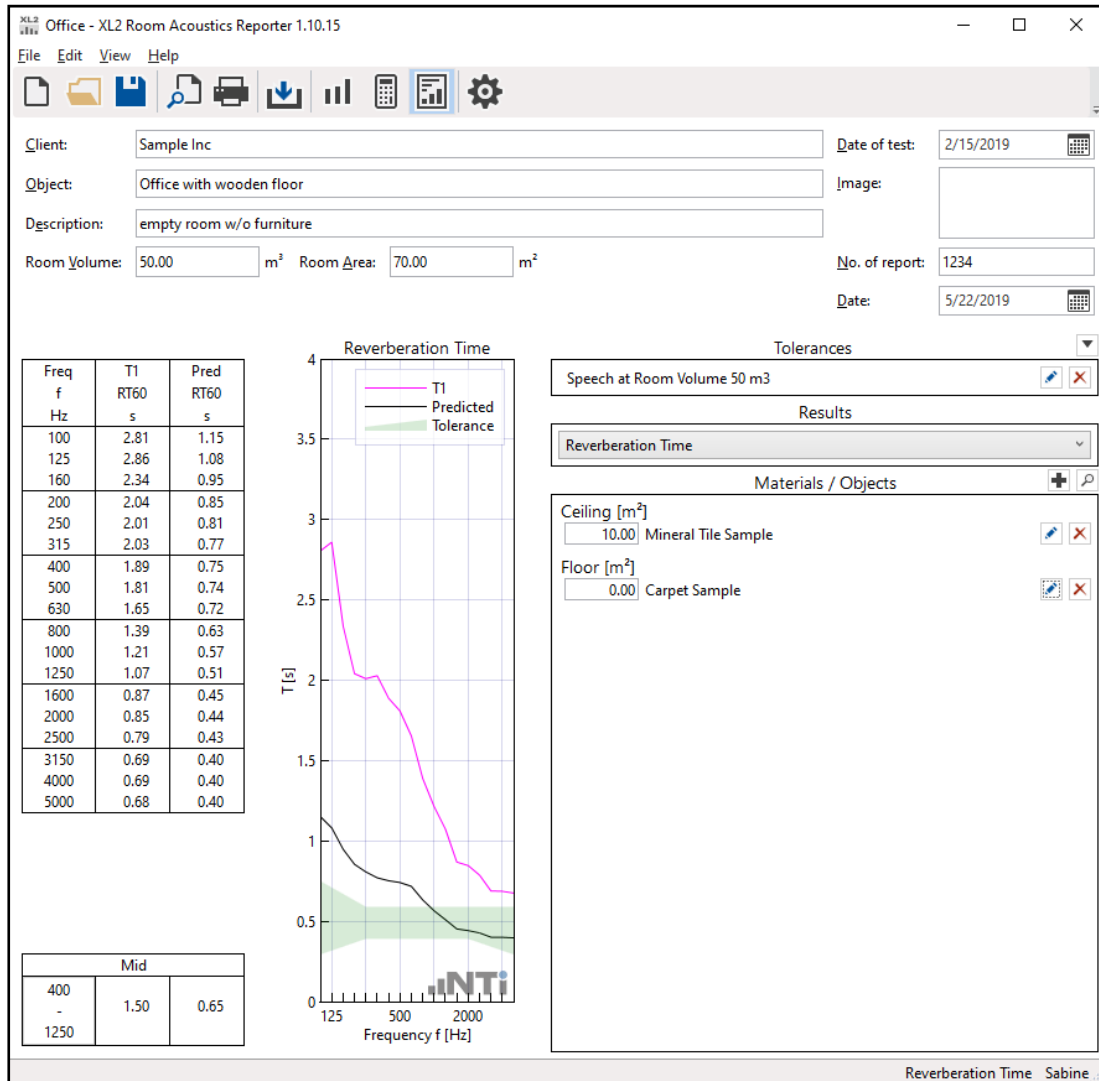 XL2 Office - XL2 Room Acoustics Reporter 1.10.15
File Edit View Help
Client: Sample Inc Date of test: 2/15/2019
Object: Office with wooden floor Image:
Description: empty room w/o furniture
Room Volume: 50.00 m³ Room Area: 70.00 m² No. of report: 1234
Date: 5/22/2019
Freq T1 Pred
f RT60 RT60
Hz s s
100 2.81 1.15
125 2.86 1.08
160 2.34 0.95
200 2.04 0.85
250 2.01 0.81
315 2.03 0.77
400 1.89 0.75
500 1.81 0.74
630 1.65 0.72
800 1.39 0.63
1000 1.21 0.57
1250 1.07 0.51
1600 0.87 0.45
2000 0.85 0.44
2500 0.79 0.43
3150 0.69 0.40
4000 0.69 0.40
5000 0.68 0.40
Mid
400 - 1250 1.50 0.65
Reverberation Time
T1
Predicted
Tolerance
4
3.5
3
2.5
2
1.5
1
0.5
0
T [s]
NTi
125 500 2000
Frequency f [Hz]
Tolerances
Speech at Room Volume 50 m3
Results
Reverberation Time
Materials / Objects
Ceiling [m²]
10.00 Mineral Tile Sample
Floor [m²]
0.00 Carpet Sample
Reverberation Time Sabine